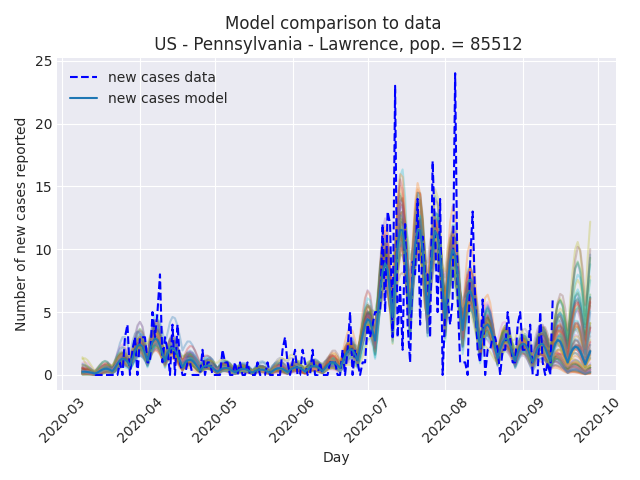 Model comparison to data
US - Pennsylvania - Lawrence, pop. = 85512
new cases data
new cases model
Number of new cases reported
25
20
15
10
5
0
2020-03
2020-04
2020-05
2020-06
2020-07
2020-08
2020-09
2020-10
Day